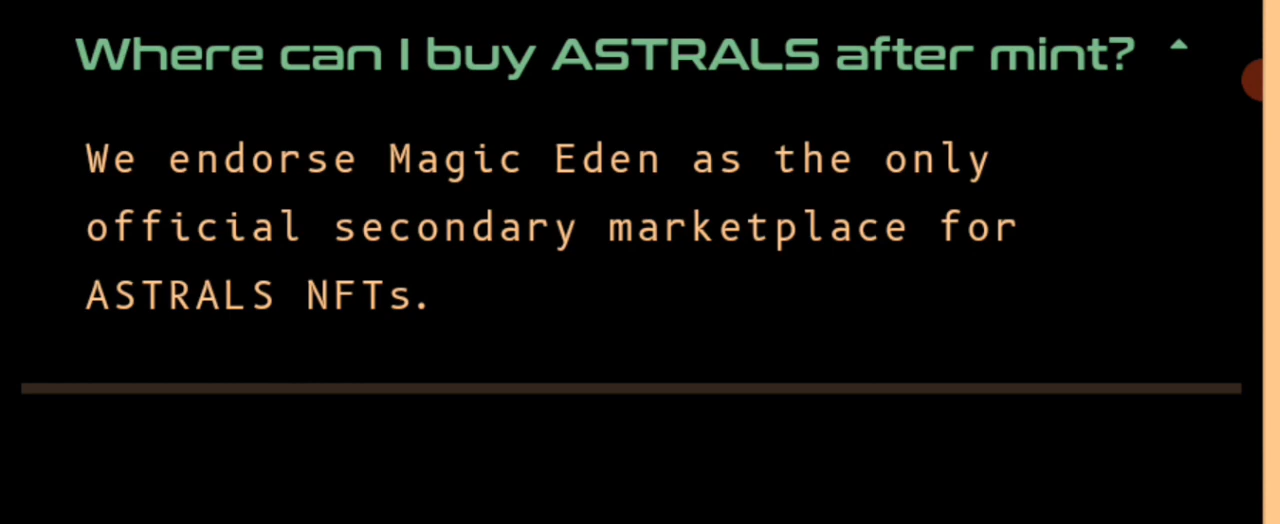 Where can I buy ASTRALS after mint?
We endorse Magic Eden as the only
official secondary marketplace for
ASTRALS NFTs.